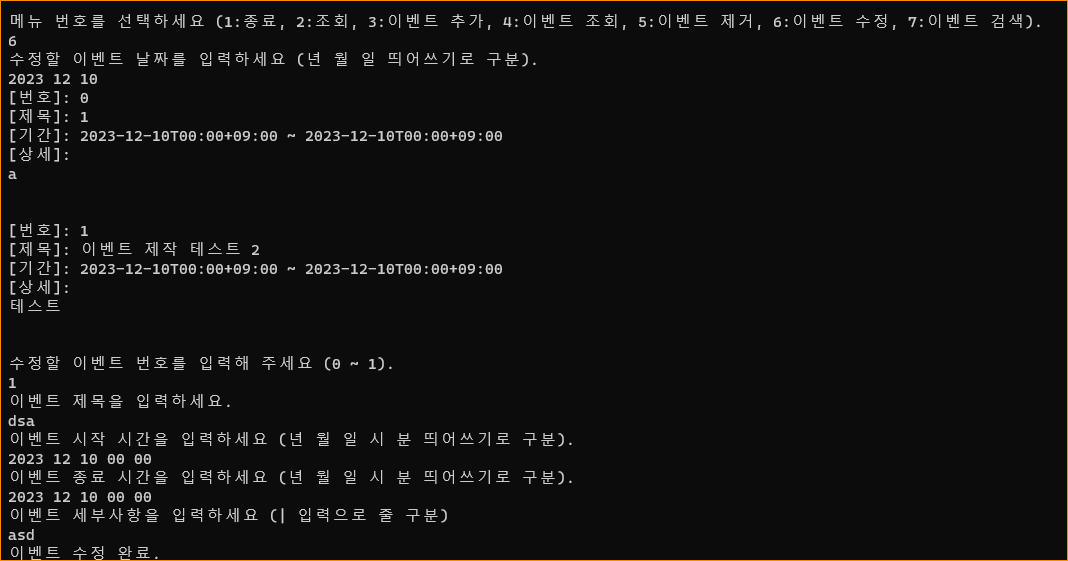 메뉴 번호를 선택하세요 (1:종료, 2:조회, 3:이벤트 추가, 4:이벤트 조회, 5:이벤트 제거, 6:이벤트 수정, 7:이벤트 검색).
6
수정할 이벤트 날짜를 입력하세요 (년 월 일 띄어쓰기로 구분).
2023 12 10
[번호]: 0
[제목]: 1
[기간]: 2023-12-10T00:00+09:00 ~ 2023-12-10T00:00+09:00
[상세]:
a
[번호]: 1
[제목]: 이벤트 제작 테스트 2
[기간]: 2023-12-10T00:00+09:00 ~ 2023-12-10T00:00+09:00
[상세]:
테스트
수정할 이벤트 번호를 입력해 주세요 (0 ~ 1).
1
이벤트 제목을 입력하세요.
dsa
이벤트 시작 시간을 입력하세요 (년 월 일 시 분 띄어쓰기로 구분).
2023 12 10 00 00
이벤트 종료 시간을 입력하세요 (년 월 일 시 분 띄어쓰기로 구분).
2023 12 10 00 00
이벤트 세부사항을 입력하세요 (| 입력으로 줄 구분)
asd
이벤트 수정 완료.